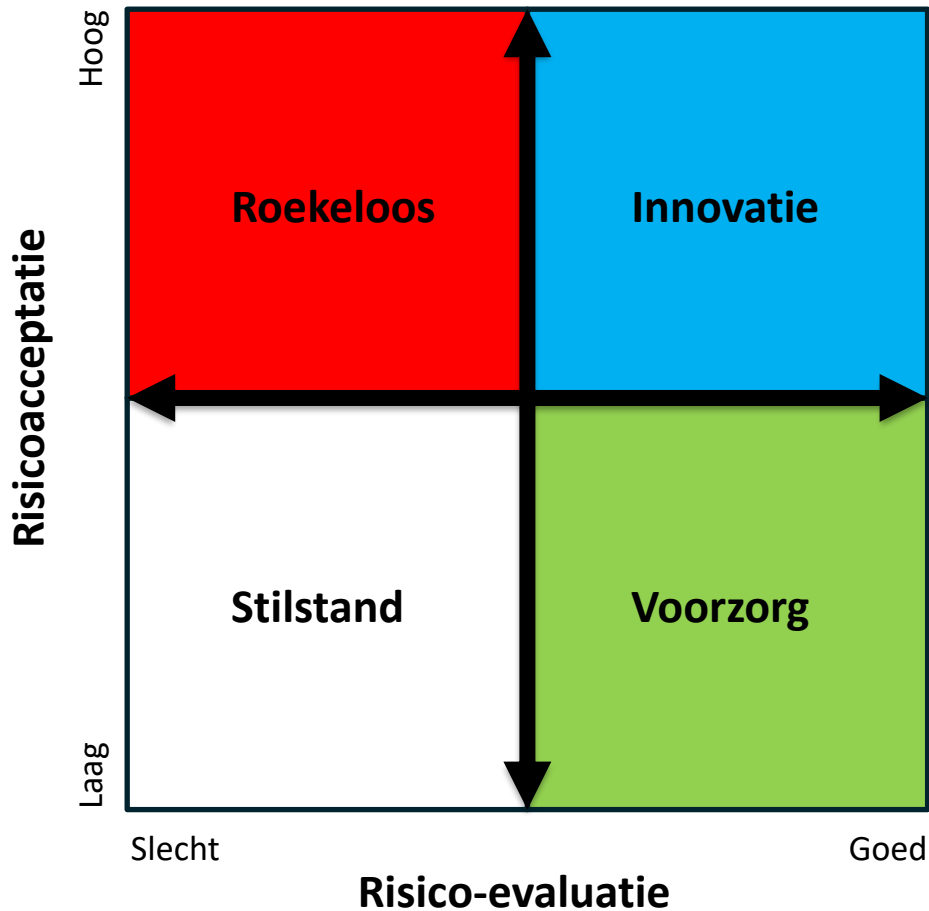 Hoog
Roekeloos
Innovatie
Risicoacceptatie
Stilstand
Voorzorg
Laag
Slecht
Goed
Risico-evaluatie